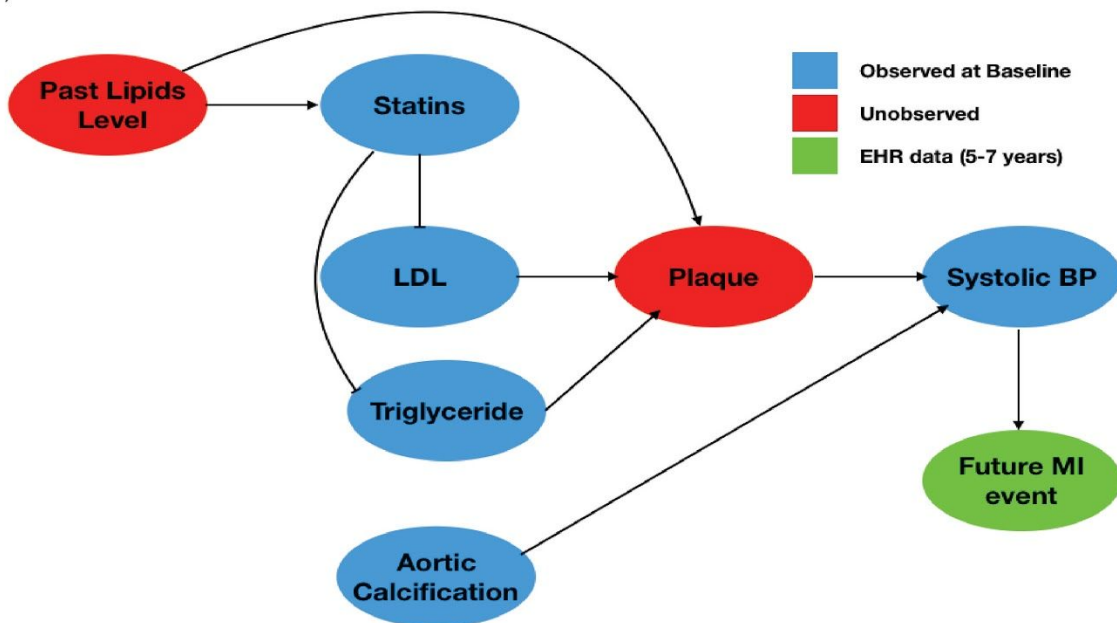 Past Lipids
Level
Statins
Observed at Baseline
Unobserved
EHR data (5-7 years)
LDL
Plaque
Systolic BP
Triglyceride
Future MI
event
Aortic
Calcification